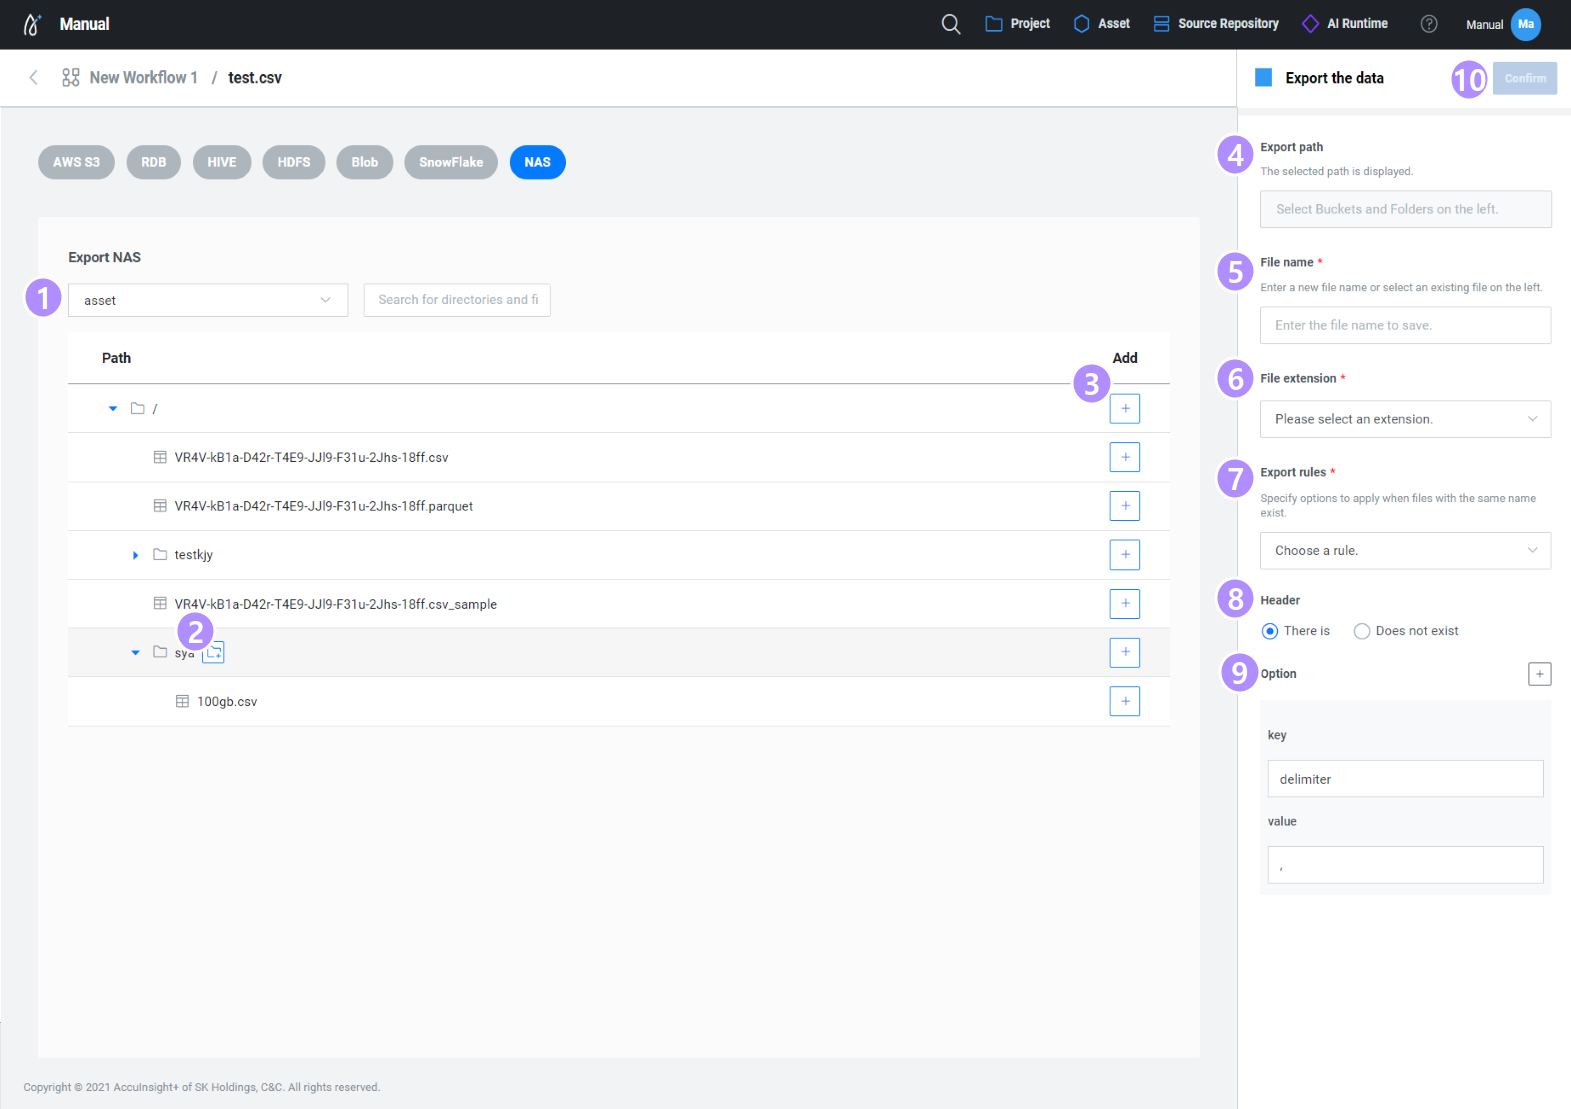 Manual
Project
Asset
Source Repository
AI Runtime
?
Manual
Ma
New Workflow 1 / test.csv
Export the data
10
Confirm
AWS S3
RDB
HIVE
HDFS
Blob
SnowFlake
NAS
Export NAS
1
asset
Search for directories and fi
Path
Add
3
/
VR4V-kB1a-D42r-T4E9-JJl9-F31u-2Jhs-18ff.csv
VR4V-kB1a-D42r-T4E9-JJl9-F31u-2Jhs-18ff.parquet
testkjy
VR4V-kB1a-D42r-T4E9-JJl9-F31u-2Jhs-18ff.csv_sample
2
sya
100gb.csv
4
Export path
The selected path is displayed.
Select Buckets and Folders on the left.
5
File name *
Enter a new file name or select an existing file on the left.
Enter the file name to save.
6
File extension *
Please select an extension.
7
Export rules *
Specify options to apply when files with the same name
exist.
Choose a rule.
8
Header
There is
Does not exist
9
Option
key
delimiter
value
,
Copyright © 2021 AccuInsight+ of SK Holdings, C&C. All rights reserved.